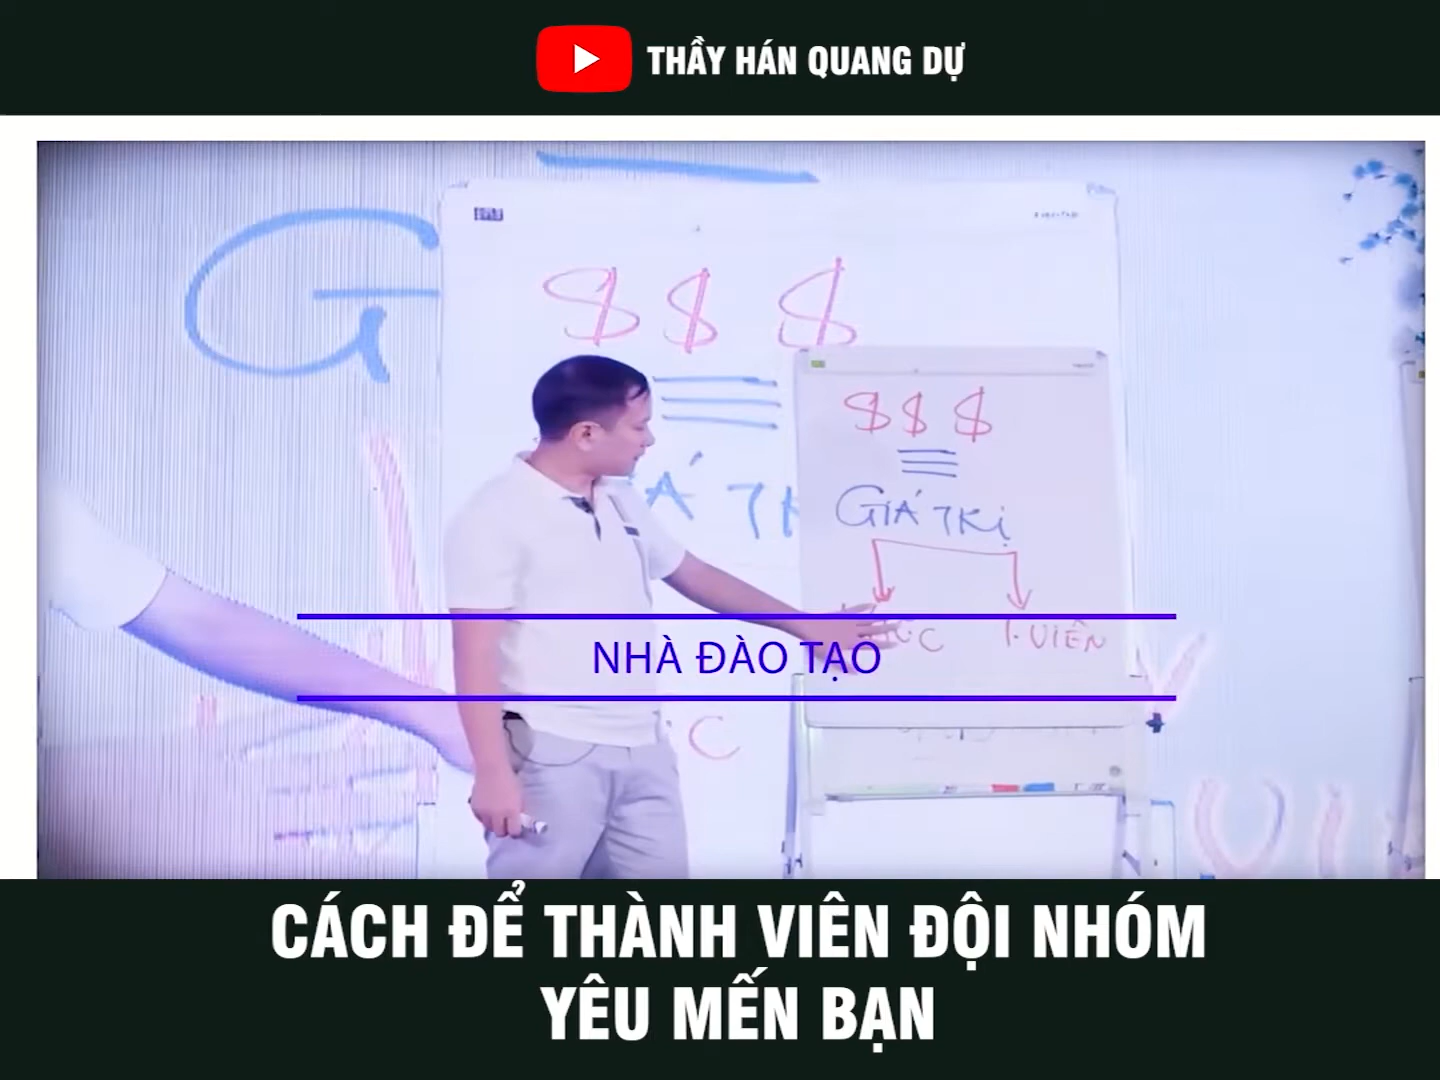 THẦY HÁN QUANG DỰ
G
$ $ $
$ $ $
GIÁ TRỊ
T.VIÊN
NHÀ ĐÀO TẠO
CÁCH ĐỂ THÀNH VIÊN ĐỘI NHÓM
YÊU MẾN BẠN